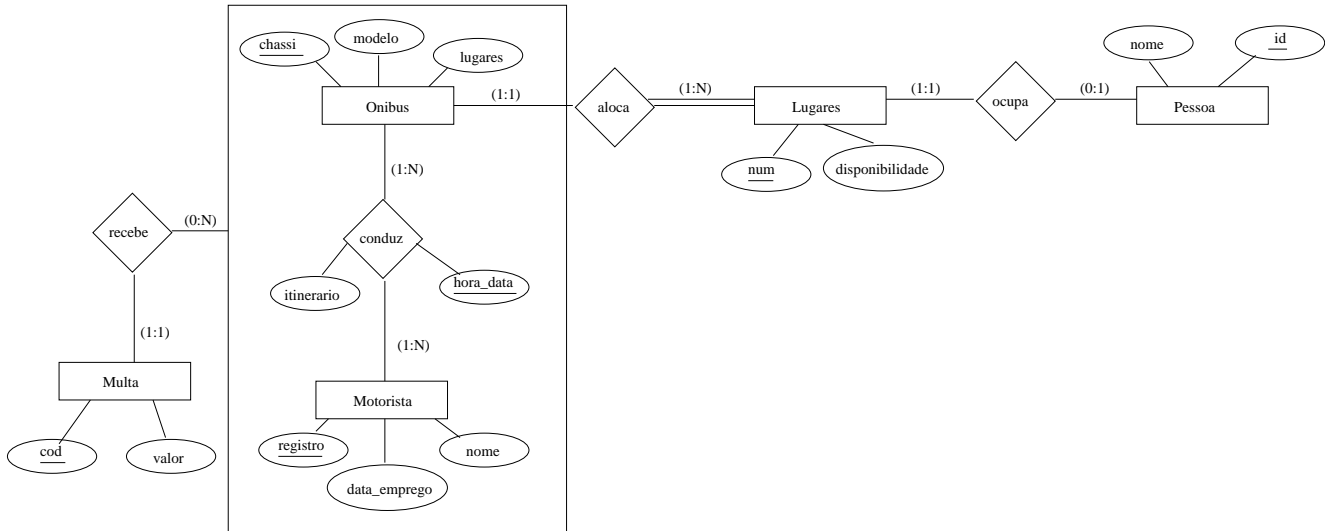 chassi
modelo
lugares
Onibus
(1:1)
aloca
(1:N)
Lugares
(1:1)
ocupa
(0:1)
Pessoa
nome
id
num
disponibilidade
(1:N)
recebe
(0:N)
conduz
itinerario
hora_data
(1:1)
(1:N)
Multa
cod
valor
Motorista
registro
data_emprego
nome